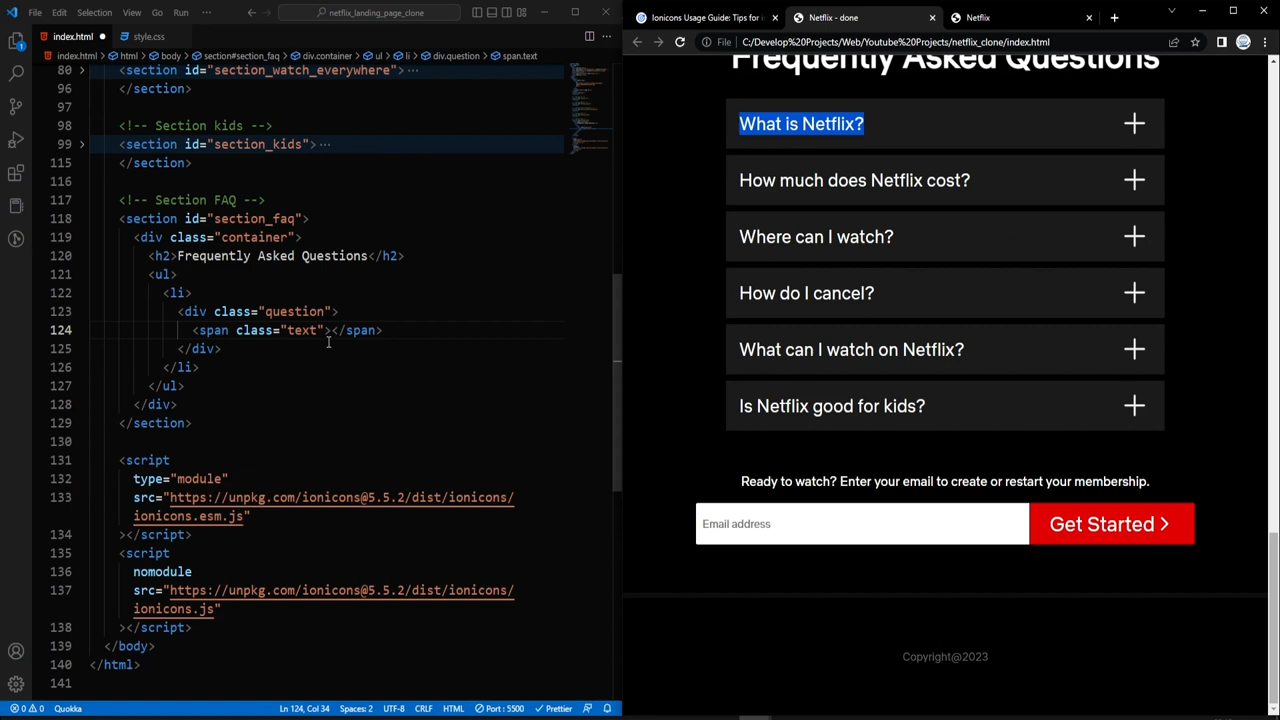 File Edit Selection View Go Run ··· netflix_landing_page_clone
index.html style.css
index.html > html > body > section#section_faq > div.container > ul > li > div.question > span.text
80 <section id="section_watch_everywhere">···
96 </section>
97
98 <!-- Section kids -->
99 <section id="section_kids">···
115 </section>
116
117 <!-- Section FAQ -->
118 <section id="section_faq">
119 <div class="container">
120 <h2>Frequently Asked Questions</h2>
121 <ul>
122 <li>
123 <div class="question">
124 <span class="text"></span>
125 </div>
126 </li>
127 </ul>
128 </div>
129 </section>
130
131 <script
132 type="module"
133 src="https://unpkg.com/ionicons@5.5.2/dist/ionicons/
ionicons.esm.js"
134 ></script>
135 <script
136 nomodule
137 src="https://unpkg.com/ionicons@5.5.2/dist/ionicons/
ionicons.js"
138 ></script>
139 </body>
140 </html>
141
0 0 Quokka Ln 124, Col 34 Spaces: 2 UTF-8 CRLF HTML Port : 5500 Prettier
Ionicons Usage Guide: Tips for i Netflix - done Netflix
File C:/Develop%20Projects/Web/Youtube%20Projects/netflix_clone/index.html
Frequently Asked Questions
What is Netflix?
How much does Netflix cost?
Where can I watch?
How do I cancel?
What can I watch on Netflix?
Is Netflix good for kids?
Ready to watch? Enter your email to create or restart your membership.
Email address Get Started >
Copyright@2023